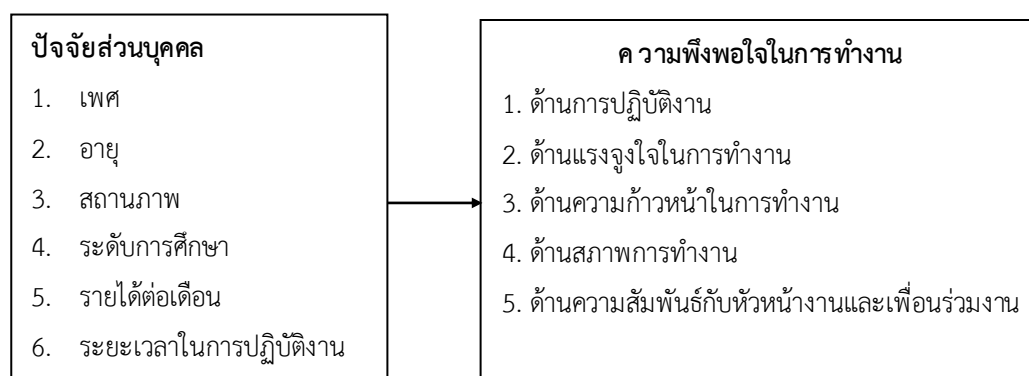 ปัจจัยส่วนบุคคล
1. เพศ
2. อายุ
3. สถานภาพ
4. ระดับการศึกษา
5. รายได้ต่อเดือน
6. ระยะเวลาในการปฏิบัติงาน
ค วามพึงพอใจในการทำงาน
1. ด้านการปฏิบัติงาน
2. ด้านแรงจูงใจในการทำงาน
3. ด้านความก้าวหน้าในการทำงาน
4. ด้านสภาพการทำงาน
5. ด้านความสัมพันธ์กับหัวหน้างานและเพื่อนร่วมงาน